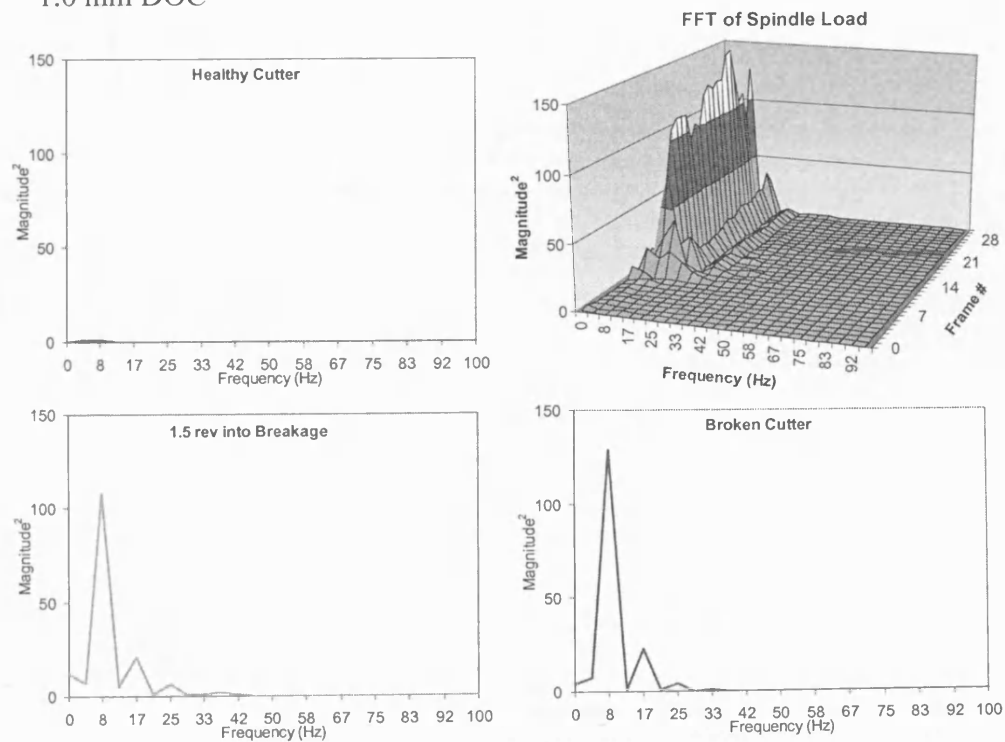 1.0 mm DOC
FFT of Spindle Load
Healthy Cutter
Magnitude²
150
100
50
0
0 8 17 25 33 42 50 58 67 75 83 92 100
Frequency (Hz)
Magnitude²
150
100
50
0
0 8 17 25 33 42 50 58 67 75 83 92
Frequency (Hz)
0 7 14 21 28
Frame #
1.5 rev into Breakage
Magnitude²
150
100
50
0
0 8 17 25 33 42 50 58 67 75 83 92 100
Frequency (Hz)
Broken Cutter
Magnitude²
150
100
50
0
0 8 17 25 33 42 50 58 67 75 83 92 100
Frequency (Hz)